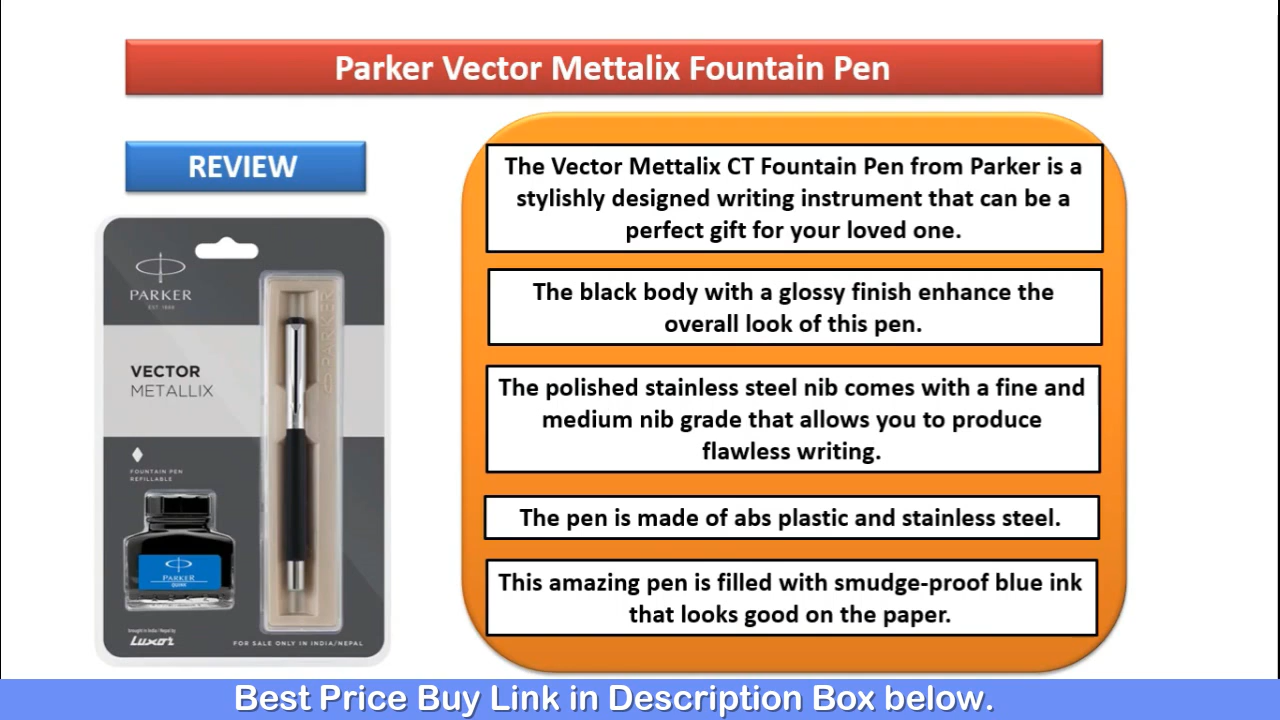 Parker Vector Mettalix Fountain Pen
REVIEW
The Vector Mettalix CT Fountain Pen from Parker is a
stylishly designed writing instrument that can be a
perfect gift for your loved one.
The black body with a glossy finish enhance the
overall look of this pen.
The polished stainless steel nib comes with a fine and
medium nib grade that allows you to produce
flawless writing.
The pen is made of abs plastic and stainless steel.
This amazing pen is filled with smudge-proof blue ink
that looks good on the paper.
PARKER
VECTOR
METALLIX
FOUNTAIN PEN
REFILLABLE
PARKER
QUINK
PARKER
Luxor
FOR SALE ONLY IN INDIA/NEPAL
Best Price Buy Link in Description Box below.